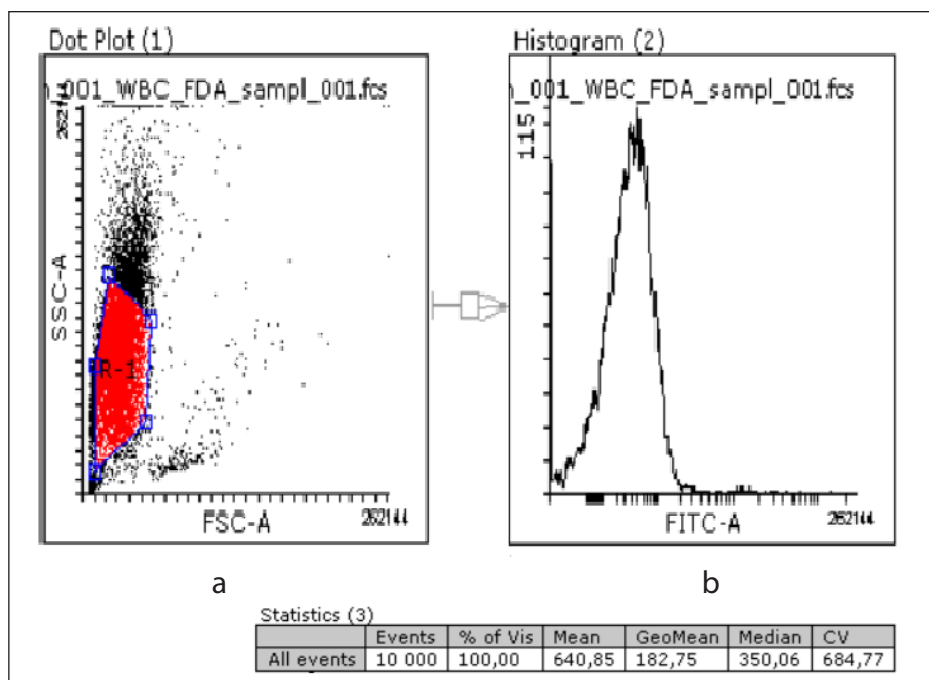 Dot Plot (1)
_001_WBC_FDA_sampl_001.fcs
SSC-A
R-1
FSC-A
262144
a
Histogram (2)
_001_WBC_FDA_sampl_001.fcs
115
FITC-A
262144
b
Statistics (3)
Events % of Vis Mean GeoMean Median CV
All events 10 000 100,00 640,85 182,75 350,06 684,77